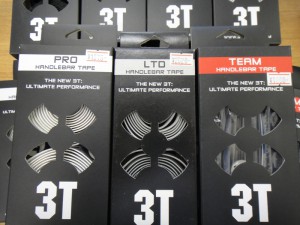 3T
3T
PRO
HANDLEBAR TAPE
THE NEW 3T:
ULTIMATE PERFORMANCE
3T
LTD
HANDLEBAR TAPE
THE NEW 3T:
ULTIMATE PERFORMANCE
3T
TEAM
HANDLEBAR TAPE
THE NEW 3T:
ULTIMATE PERFORMANCE
3T